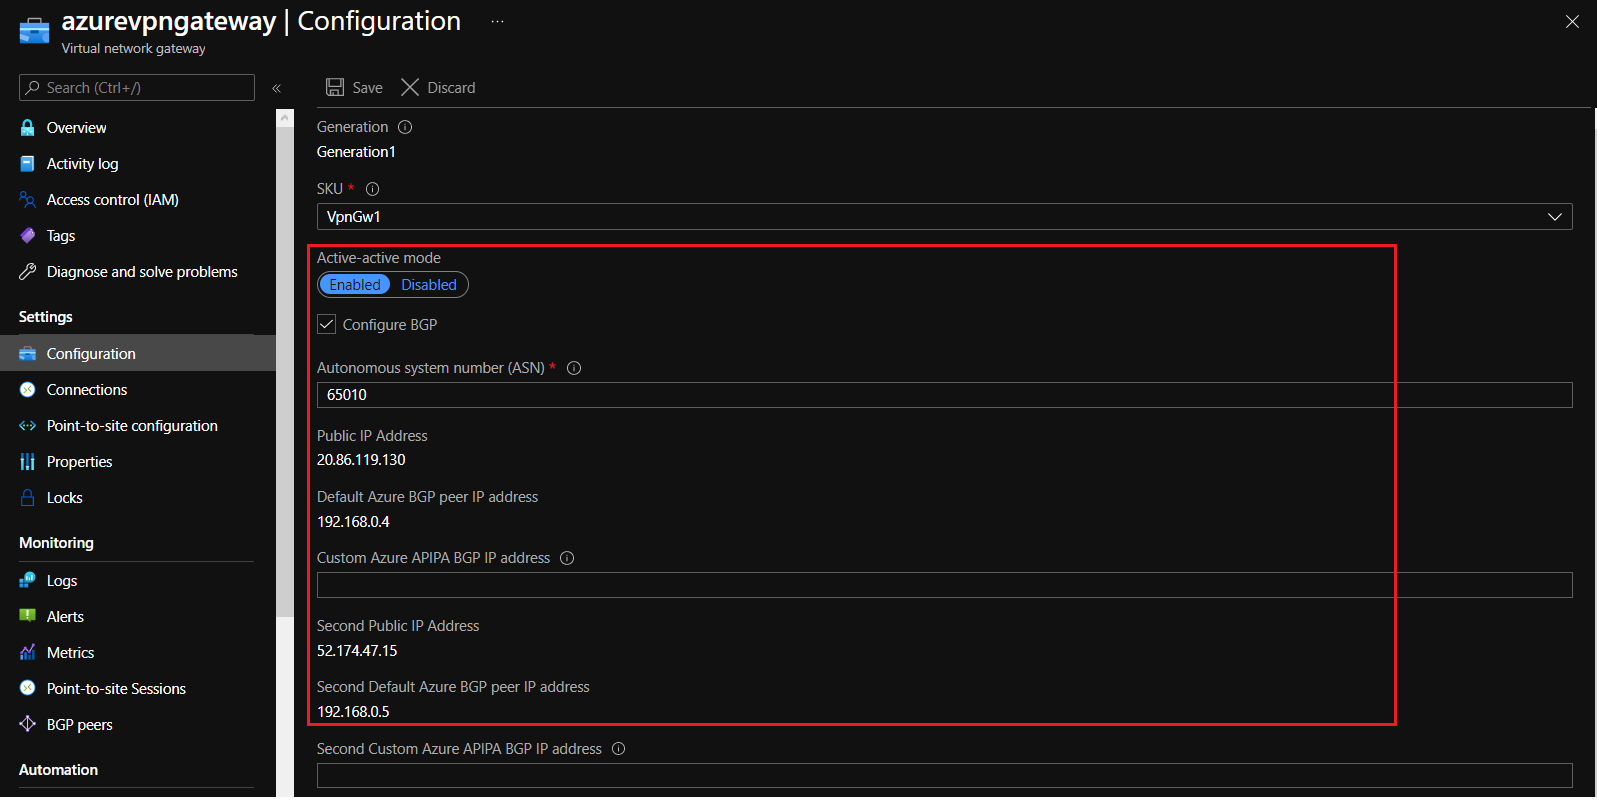 azurevpngateway | Configuration ...
Virtual network gateway
Search (Ctrl+/)
«
Overview
Activity log
Access control (IAM)
Tags
Diagnose and solve problems
Settings
Configuration
Connections
Point-to-site configuration
Properties
Locks
Monitoring
Logs
Alerts
Metrics
Point-to-site Sessions
BGP peers
Automation
Save Discard
Generation
Generation1
SKU *
VpnGw1
Active-active mode
Enabled Disabled
Configure BGP
Autonomous system number (ASN) *
65010
Public IP Address
20.86.119.130
Default Azure BGP peer IP address
192.168.0.4
Custom Azure APIPA BGP IP address
Second Public IP Address
52.174.47.15
Second Default Azure BGP peer IP address
192.168.0.5
Second Custom Azure APIPA BGP IP address